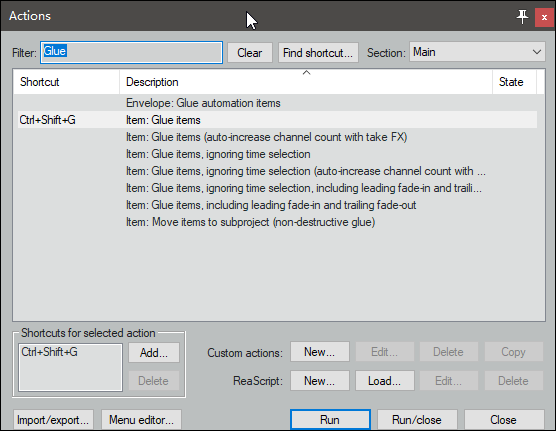 Actions
Filter: Glue Clear Find shortcut... Section: Main
Shortcut Description State
Envelope: Glue automation items
Ctrl+Shift+G Item: Glue items
Item: Glue items (auto-increase channel count with take FX)
Item: Glue items, ignoring time selection
Item: Glue items, ignoring time selection (auto-increase channel count with ...
Item: Glue items, ignoring time selection, including leading fade-in and traili...
Item: Glue items, including leading fade-in and trailing fade-out
Item: Move items to subproject (non-destructive glue)
Shortcuts for selected action
Ctrl+Shift+G Add... Custom actions: New... Edit... Delete Copy
Delete ReaScript: New... Load... Edit... Delete
Import/export... Menu editor... Run Run/close Close